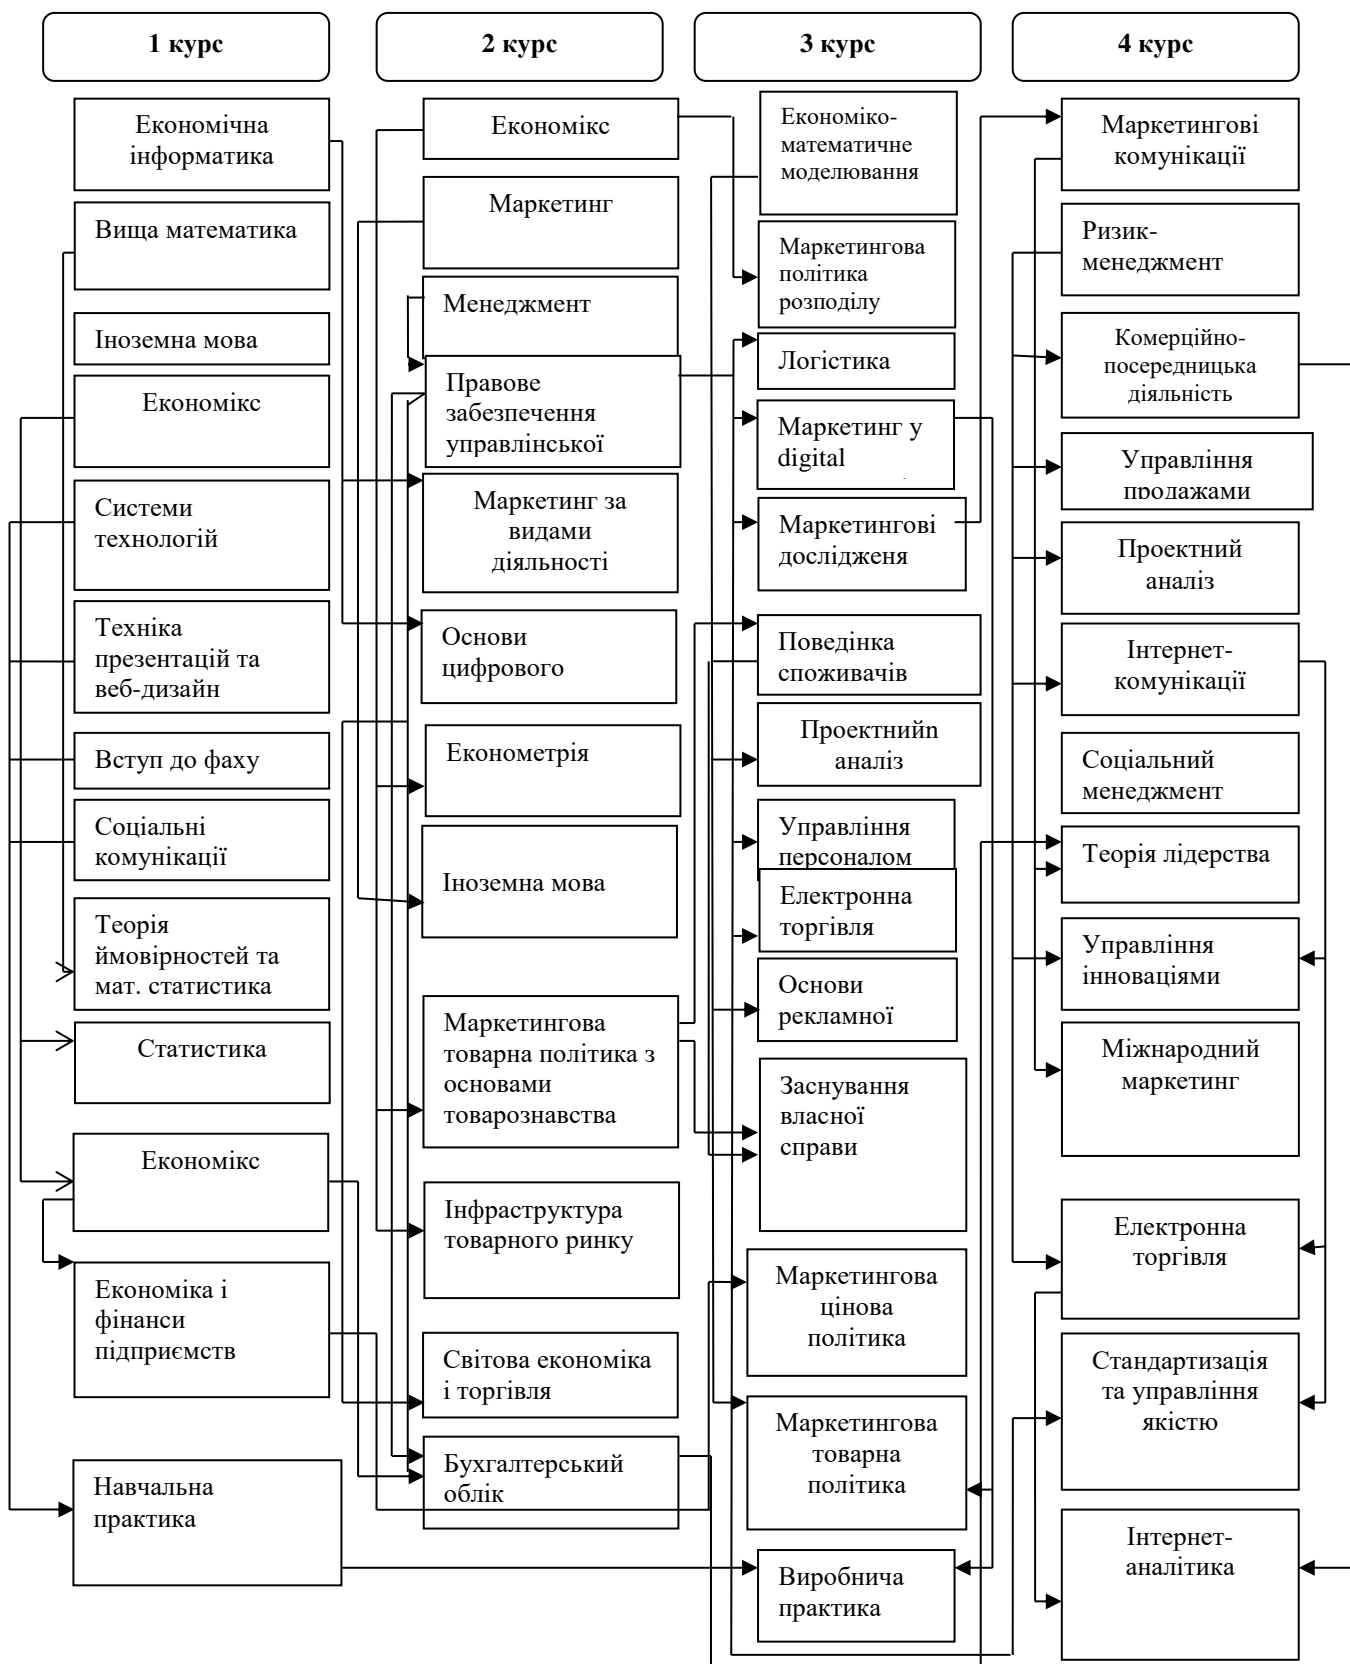 1 курс
2 курс
3 курс
4 курс
Економічна
інформатика
Вища математика
Іноземна мова
Економікс
Системи
технологій
Техніка
презентацій та
веб-дизайн
Вступ до фаху
Соціальні
комунікації
Теорія
ймовірностей та
мат. статистика
Статистика
Економікс
Економіка і
фінанси
підприємств
Навчальна
практика
Економікс
Маркетинг
Менеджмент
Правове
забезпечення
управлінської
Маркетинг за
видами
діяльності
Основи
цифрового
Економетрія
Іноземна мова
Маркетингова
товарна політика з
основами
товарознавства
Інфраструктура
товарного ринку
Світова економіка
і торгівля
Бухгалтерський
облік
Економіко-
математичне
моделювання
Маркетингова
політика
розподілу
Логістика
Маркетинг у
digital
Маркетингові
дослідженя
Поведінка
споживачів
Проектнийп
аналіз
Управління
персоналом
Електронна
торгівля
Основи
рекламної
Заснування
власної
справи
Маркетингова
цінова
політика
Маркетингова
товарна
політика
Виробнича
практика
Маркетингові
комунікації
Ризик-
менеджмент
Комерційно-
посередницька
діяльність
Управління
продажами
Проектний
аналіз
Інтернет-
комунікації
Соціальний
менеджмент
Теорія лідерства
Управління
інноваціями
Міжнародний
маркетинг
Електронна
торгівля
Стандартизація
та управління
якістю
Інтернет-
аналітика